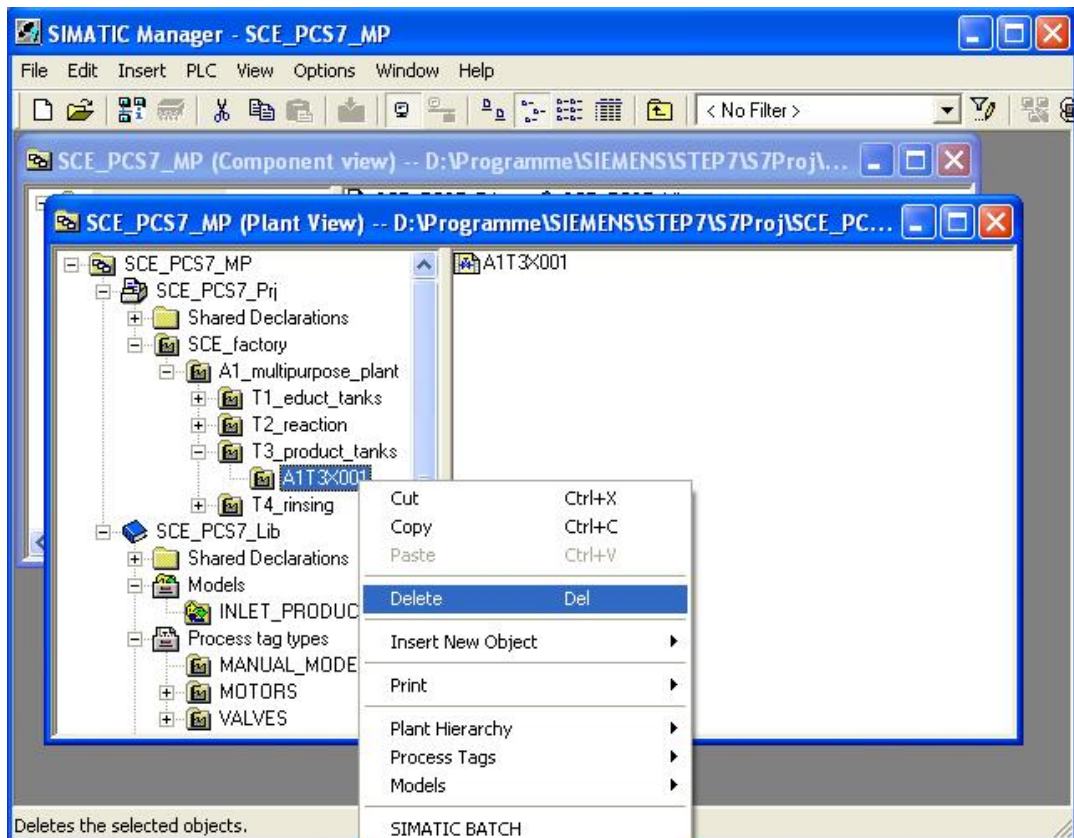 SIMATIC Manager - SCE_PCS7_MP
File Edit Insert PLC View Options Window Help
< No Filter >
SCE_PCS7_MP (Component view) -- D:\Programme\SIEMENS\STEP7\S7Proj\...
SCE_PCS7_MP (Plant View) -- D:\Programme\SIEMENS\STEP7\S7Proj\SCE_PC...
SCE_PCS7_MP
A1T3X001
SCE_PCS7_Prj
Shared Declarations
SCE_factory
A1_multipurpose_plant
T1_educt_tanks
T2_reaction
T3_product_tanks
A1T3X001
T4_rinsing
SCE_PCS7_Lib
Shared Declarations
Models
INLET_PRODUC
Process tag types
MANUAL_MODE
MOTORS
VALVES
Cut Ctrl+X
Copy Ctrl+C
Paste Ctrl+V
Delete Del
Insert New Object
Print
Plant Hierarchy
Process Tags
Models
SIMATIC BATCH
Deletes the selected objects.